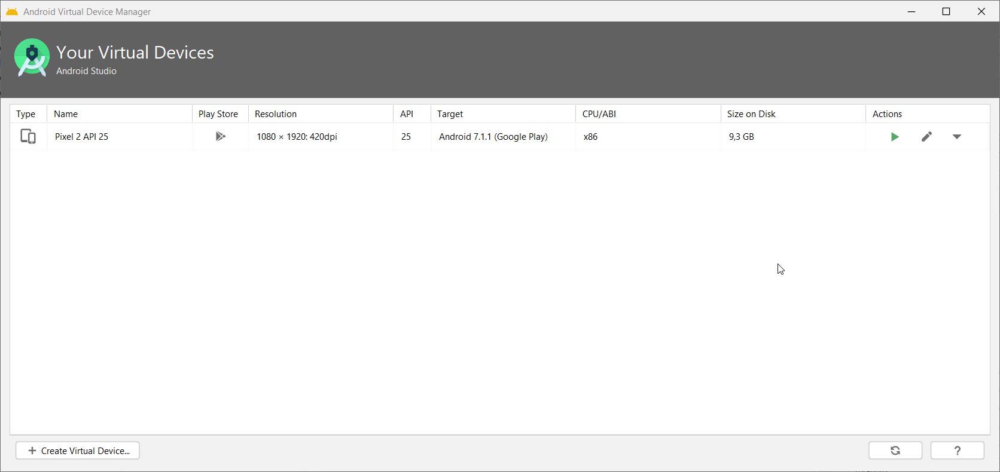 Android Virtual Device Manager
Your Virtual Devices
Android Studio
Type Name Play Store Resolution API Target CPU/ABI Size on Disk Actions
Pixel 2 API 25 1080 × 1920: 420dpi 25 Android 7.1.1 (Google Play) x86 9,3 GB
+ Create Virtual Device... ?